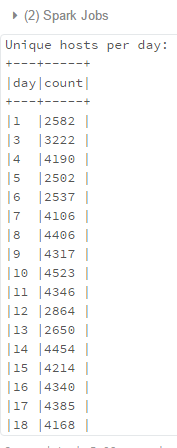 (2) Spark Jobs
Unique hosts per day:
+---+-----+
|day|count|
+---+-----+
|1 |2582 |
|3 |3222 |
|4 |4190 |
|5 |2502 |
|6 |2537 |
|7 |4106 |
|8 |4406 |
|9 |4317 |
|10 |4523 |
|11 |4346 |
|12 |2864 |
|13 |2650 |
|14 |4454 |
|15 |4214 |
|16 |4340 |
|17 |4385 |
|18 |4168 |